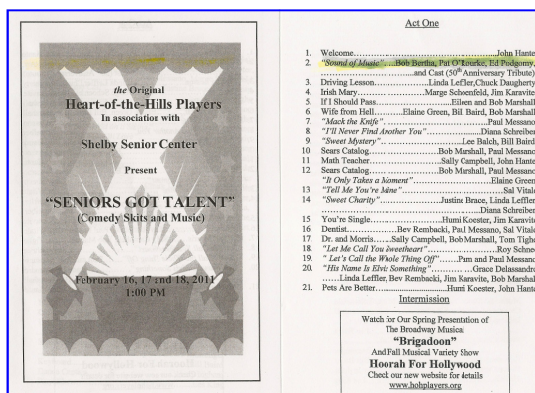 the Original
Heart-of-the-Hills Players
In association with
Shelby Senior Center
Present
"SENIORS GOT TALENT"
(Comedy Skits and Music)
February 16, 17 and 18, 2011
1:00 PM
Act One
1. Welcome……………………………………..John Hante
2. "Sound of Music"….Bob Bertha, Pat O'Rourke, Ed Podgorny,
……………………and Cast (50th Anniversary Tribute)
3. Driving Lesson…………….Linda Leffler,Chuck Daugherty
4. Irish Mary……………Marge Schoenfeld, Jim Karavite
5. If I Should Pass………………….Eileen and Bob Marshall
6. Wife from Hell……….Elaine Green, Bil Baird, Bob Marshall
7. "Mack the Knife"…………………………Paul Messano
8. "I'll Never Find Another You"………………Diana Schreiber
9. "Sweet Mystery"……………………Lee Balch, Bill Baird
10 Sears Catalog………………….Bob Marshall, Paul Messano
11 Math Teacher………………….Sally Campbell, John Hante
12 Sears Catalog………………….Bob Marshall, Paul Messano
"It Only Takes a Moment"……………………Elaine Green
13 "Tell Me You're Mine"………………………….Sal Vitale
14 "Sweet Charity"………………Justine Brace, Linda Leffler
……………………………………….Diana Schreiber
15 You're Single…………………….Humi Koester, Jim Karavite
16 Dentist……………Bev Rembacki, Paul Messano, Sal Vitale
17 Dr. and Morris……Sally Campbell, Bob Marshall, Tom Tighe
18. "Let Me Call You Sweetheart"……………………Roy Schnee
19. " Let's Call the Whole Thing Off"…….Pam and Paul Messano
20. "His Name Is Elvi: Something"……………Grace Delassandro
……Linda Leffler, Bev Rembacki, Jim Karavite, Bob Marshal
21. Pets Are Better……………………Humi Koester, John Hante
Intermission
Watch for Our Spring Presentation of
The Broadway Musical
"Brigadoon"
And Fall Musical Variety Show
Hoorah For Hollywood
Check our new website for details
www.hohplayers.org